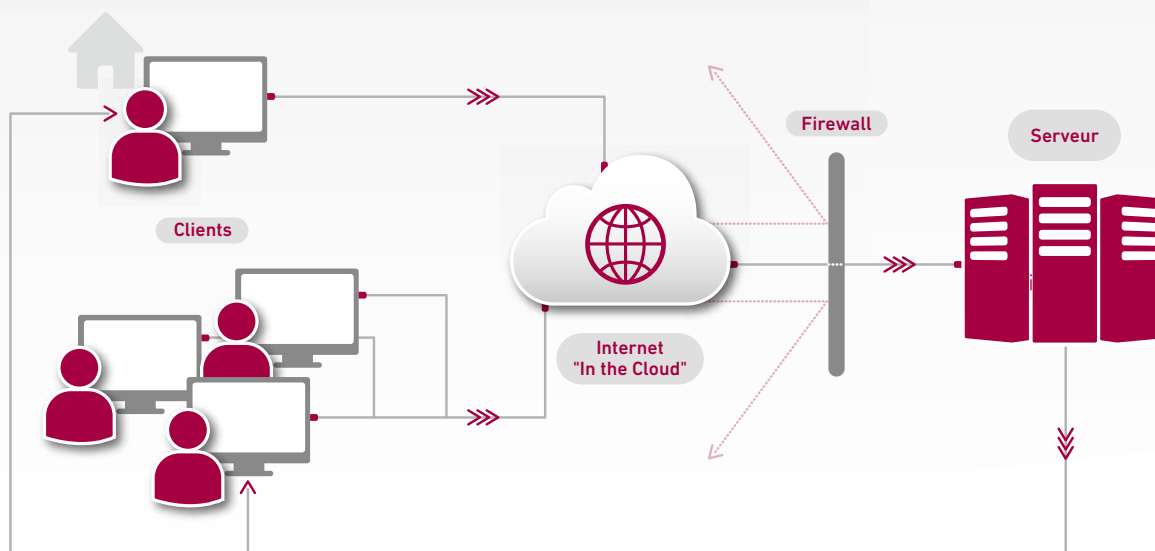 Firewall
Serveur
Clients
Internet
"In the Cloud"